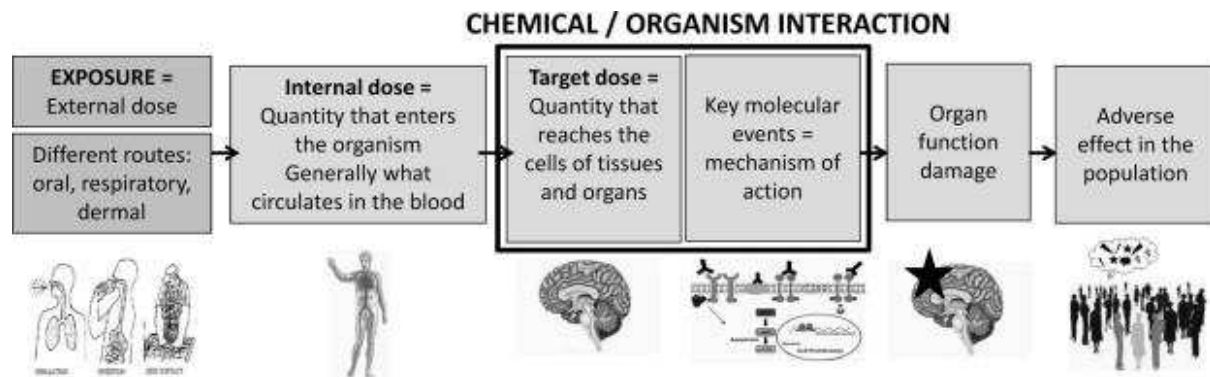 CHEMICAL / ORGANISM INTERACTION
EXPOSURE =
External dose
Different routes:
oral, respiratory,
dermal
Internal dose =
Quantity that enters
the organism
Generally what
circulates in the blood
Target dose =
Quantity that
reaches the
cells of tissues
and organs
Key molecular
events =
mechanism of
action
Organ
function
damage
Adverse
effect in the
population